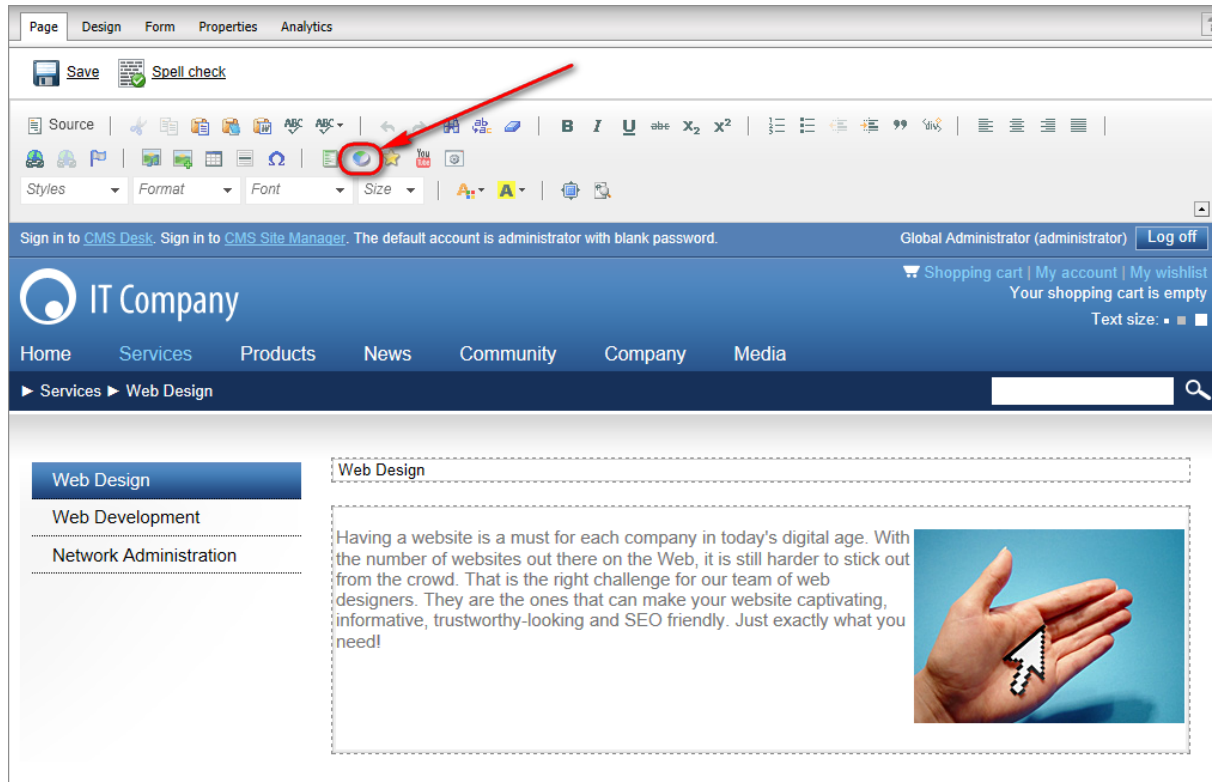 Page Design Form Properties Analytics
Save Spell check
Source ABC ABC B I U abc X2 X2
You Tube
Styles Format Font Size A A
Sign in to CMS Desk. Sign in to CMS Site Manager. The default account is administrator with blank password. Global Administrator (administrator) Log off
Shopping cart | My account | My wishlist
IT Company Your shopping cart is empty
Text size:
Home Services Products News Community Company Media
► Services ► Web Design
Web Design
Web Development
Network Administration
Web Design
Having a website is a must for each company in today's digital age. With
the number of websites out there on the Web, it is still harder to stick out
from the crowd. That is the right challenge for our team of web
designers. They are the ones that can make your website captivating,
informative, trustworthy-looking and SEO friendly. Just exactly what you
need!